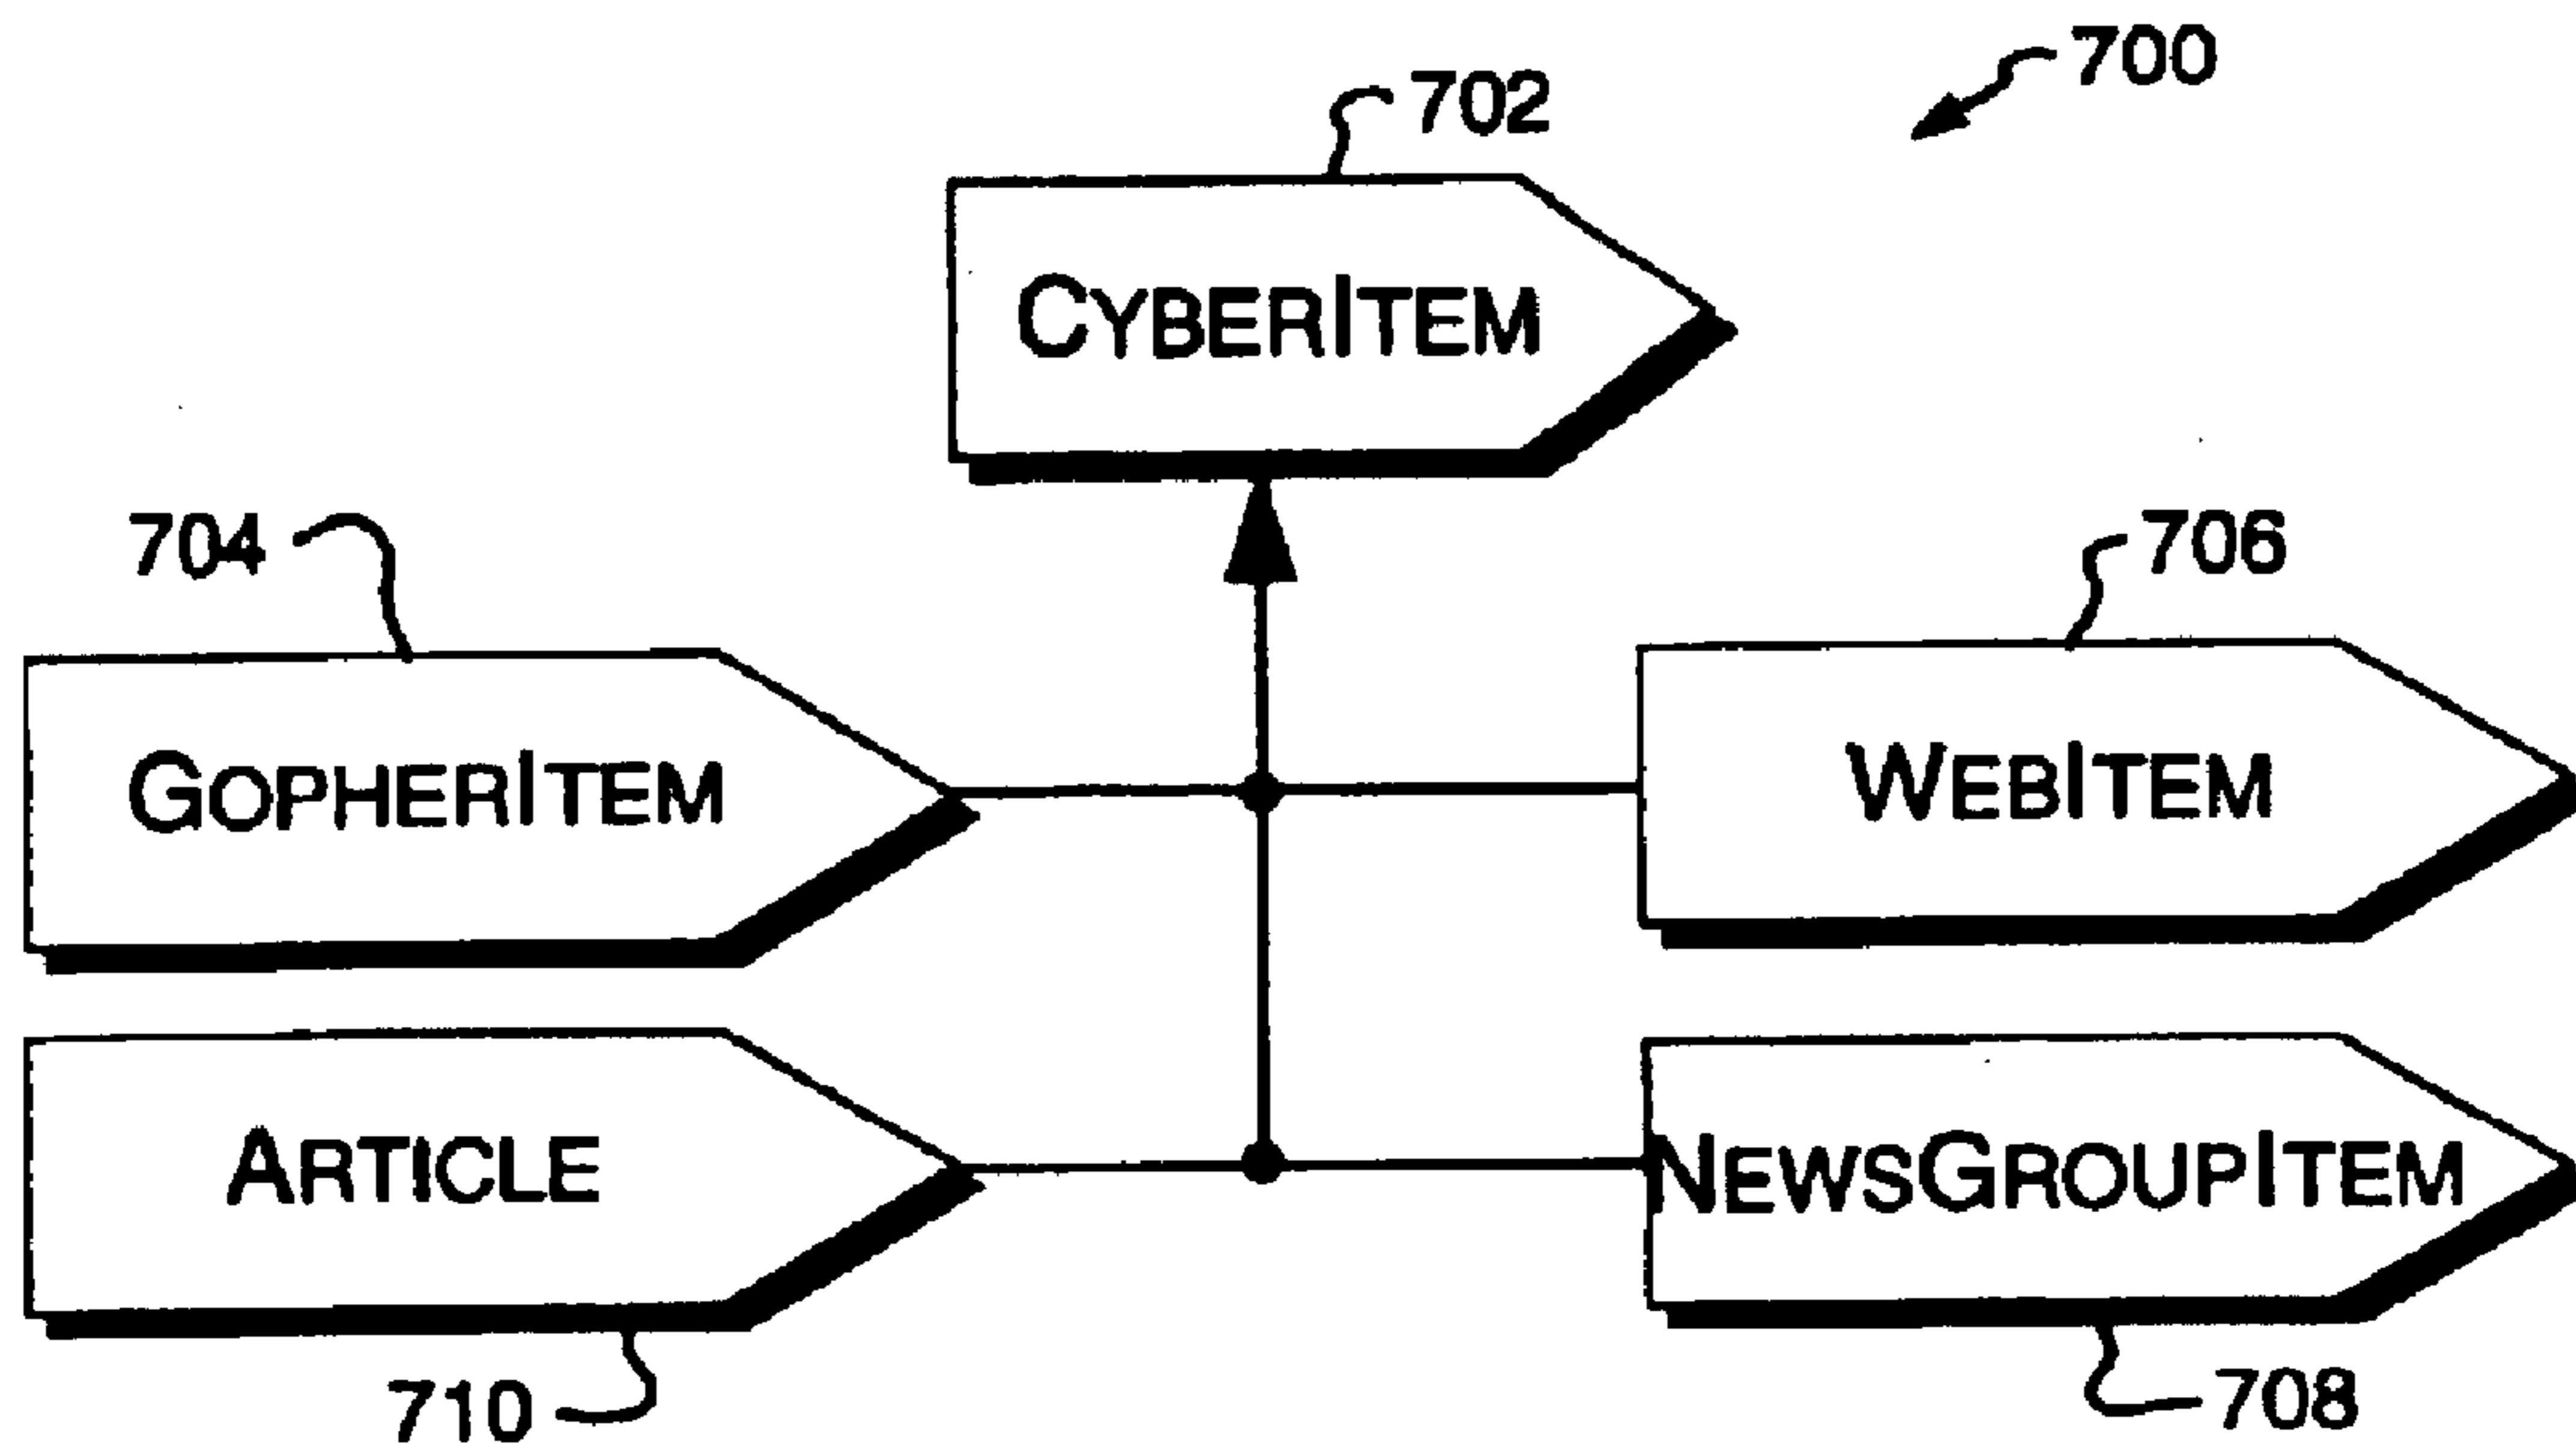 700
702
CYBERITEM
704
706
GOPHERITEM
WEBITEM
ARTICLE
NEWSGROUPITEM
710
708